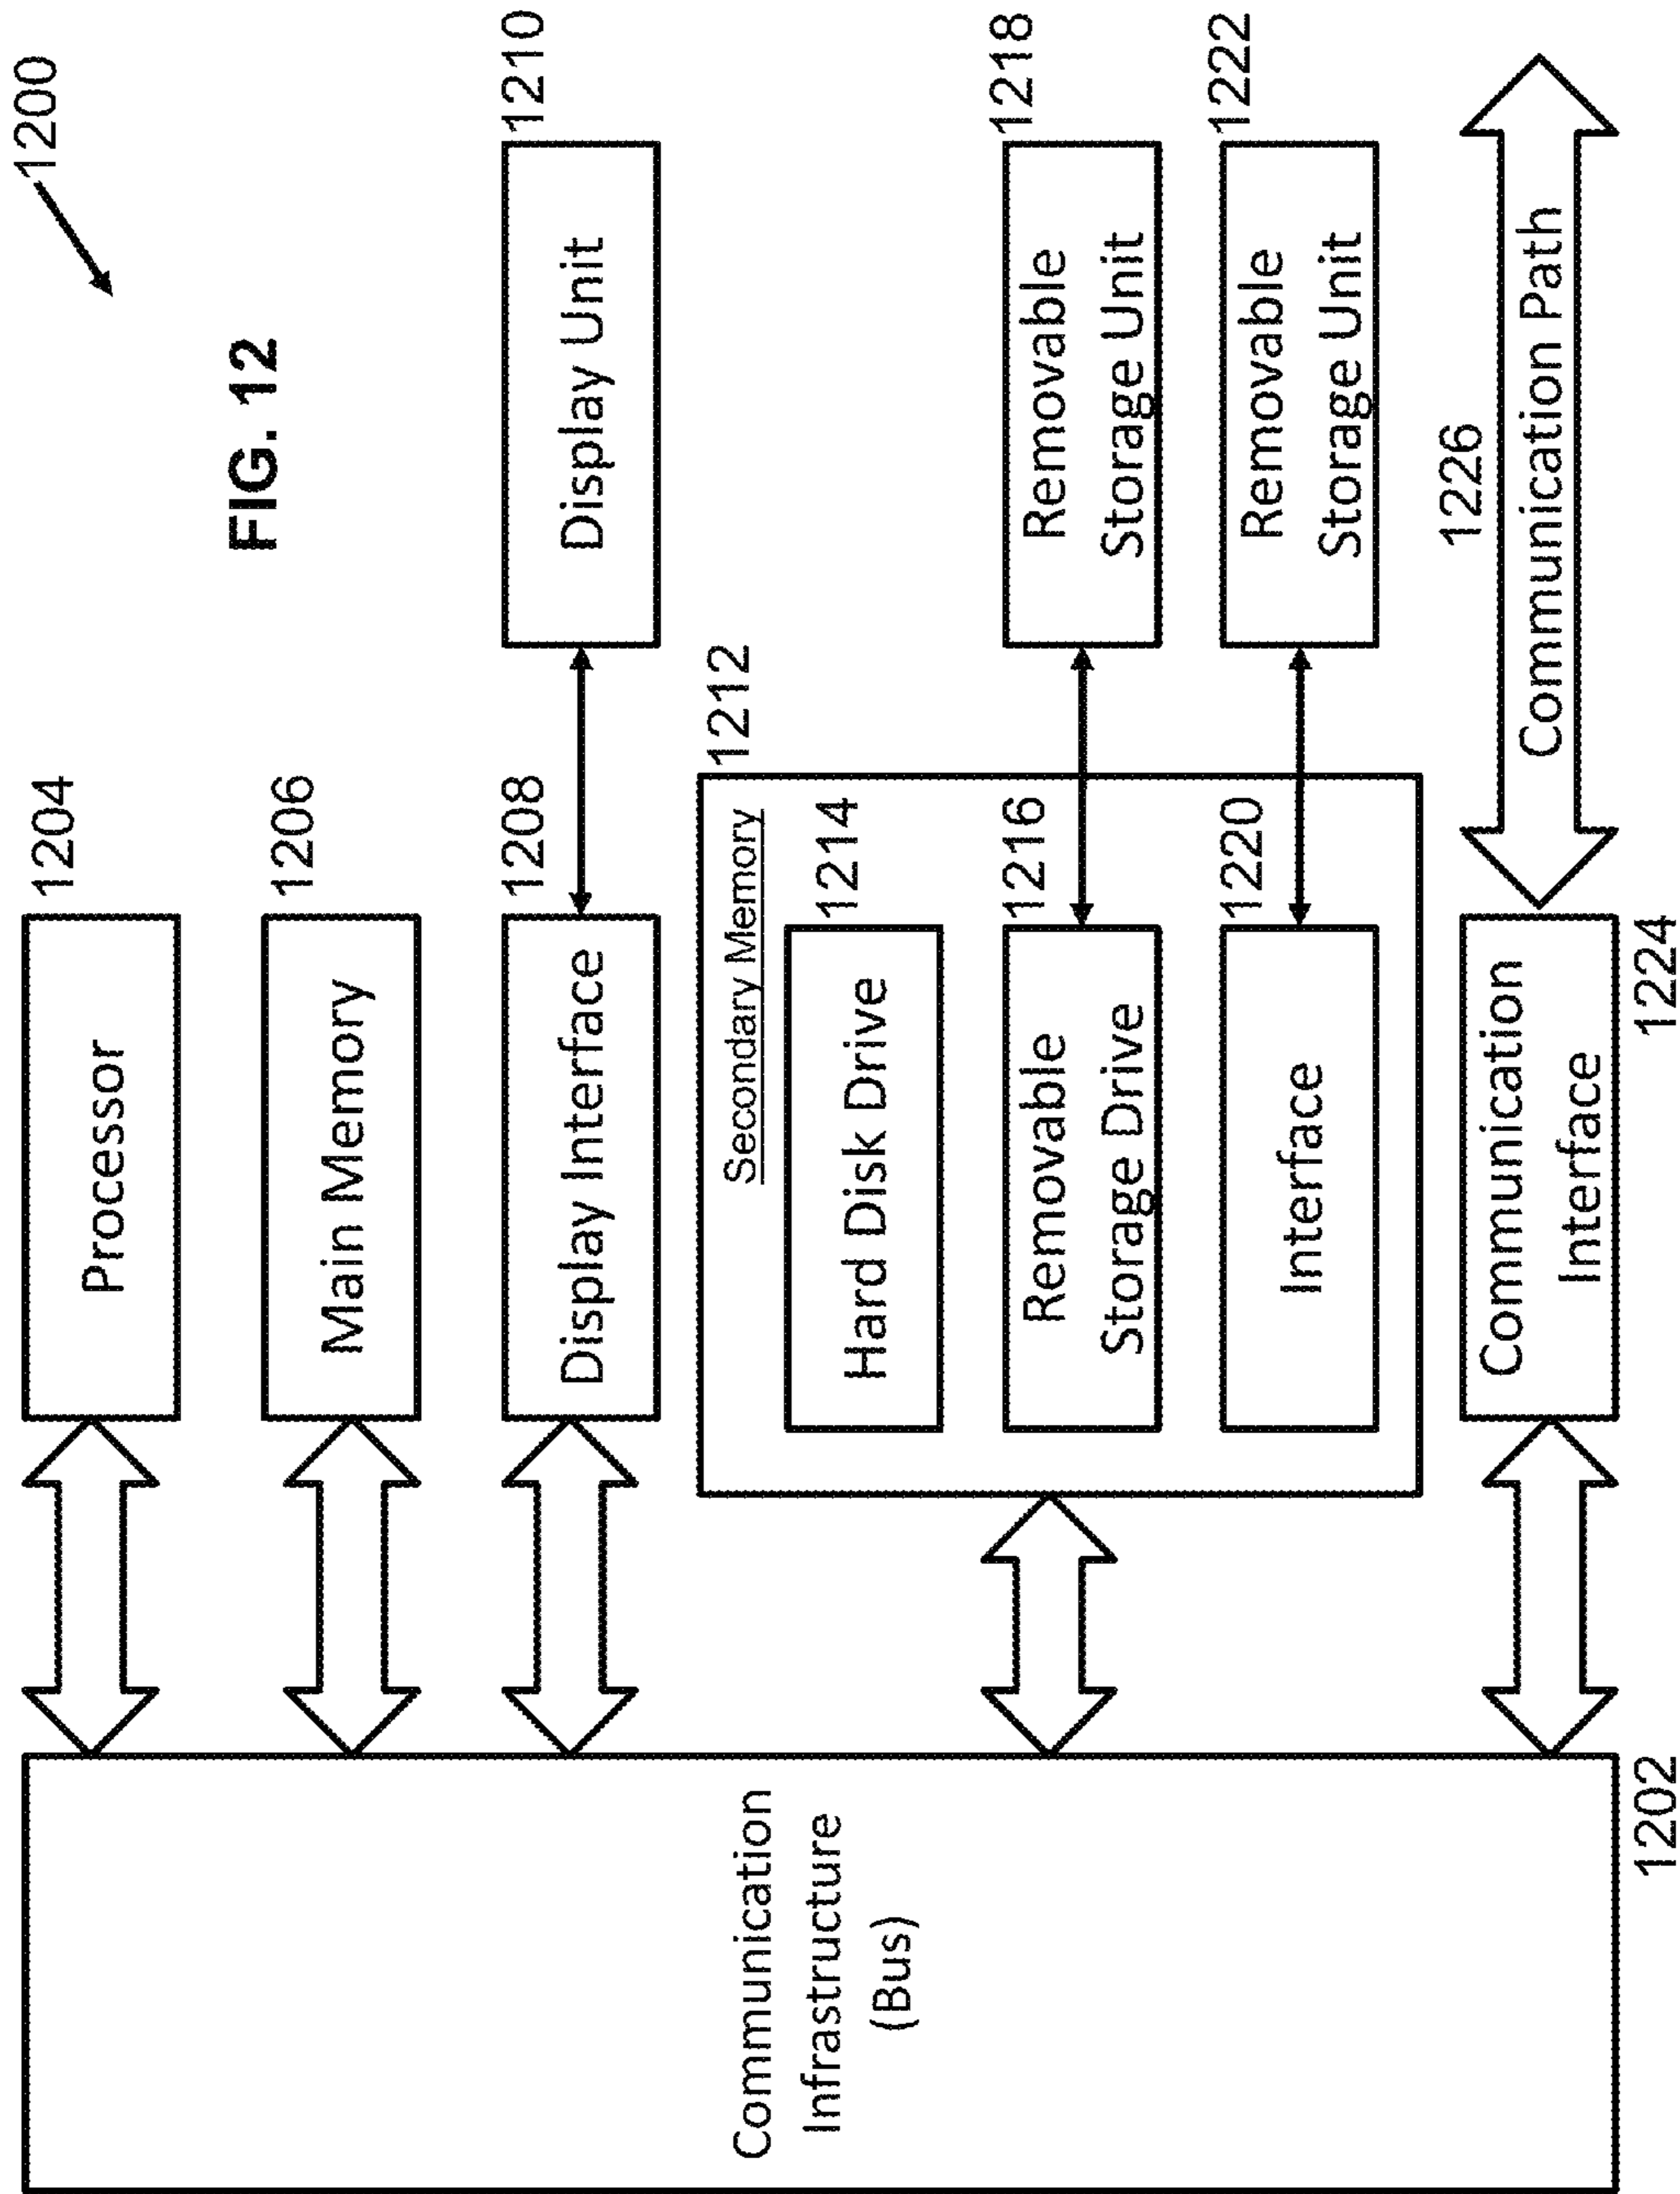 1200
FIG. 12
Communication
Infrastructure
(Bus)
1202
Processor
1204
Main Memory
1206
Display Interface
1208
Display Unit
1210
Secondary Memory
1212
Hard Disk Drive
1214
Removable
Storage Drive
1216
Removable
Storage Unit
1218
Interface
1220
Removable
Storage Unit
1222
Communication
Interface
1224
1226
Communication Path